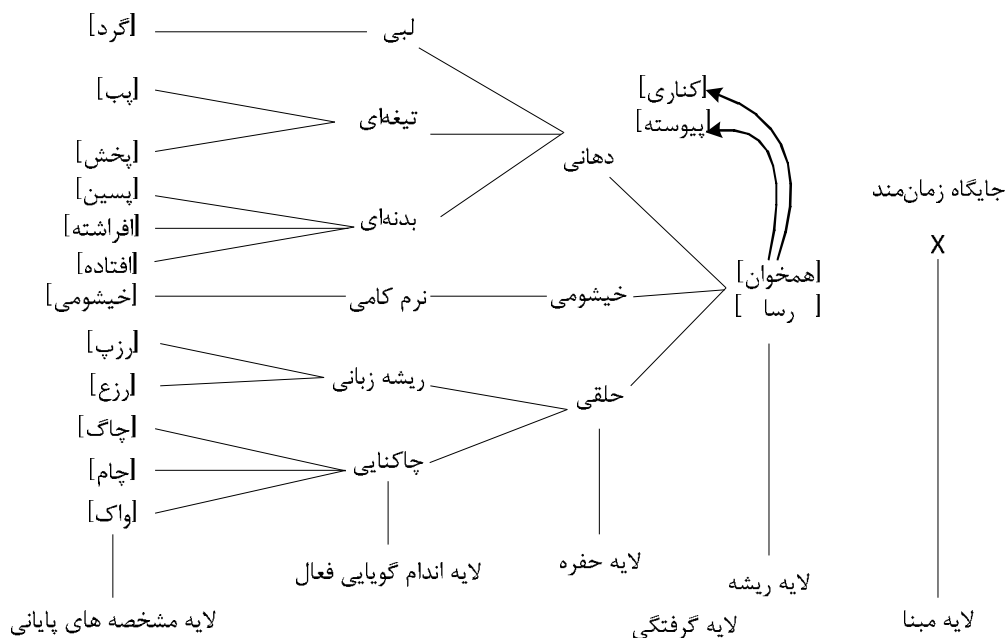 [گرد]
لبی
[کناری]
[پب]
تیغه‌ای
[پیوسته]
[پخش]
دهانی
[پسین]
جایگاه زمان‌مند
[افراشته]
بدنه‌ای
X
[افتاده]
[همخوان]
[خیشومی]
نرم کامی
خیشومی
[رسا]
[رزپ]
ریشه زبانی
[رزع]
حلقی
[چاگ]
چاکنایی
[چام]
[واک]
لایه حفره
لایه اندام گویایی فعال
لایه ریشه
لایه مبنا
لایه گرفتگی
لایه مشخصه های پایانی